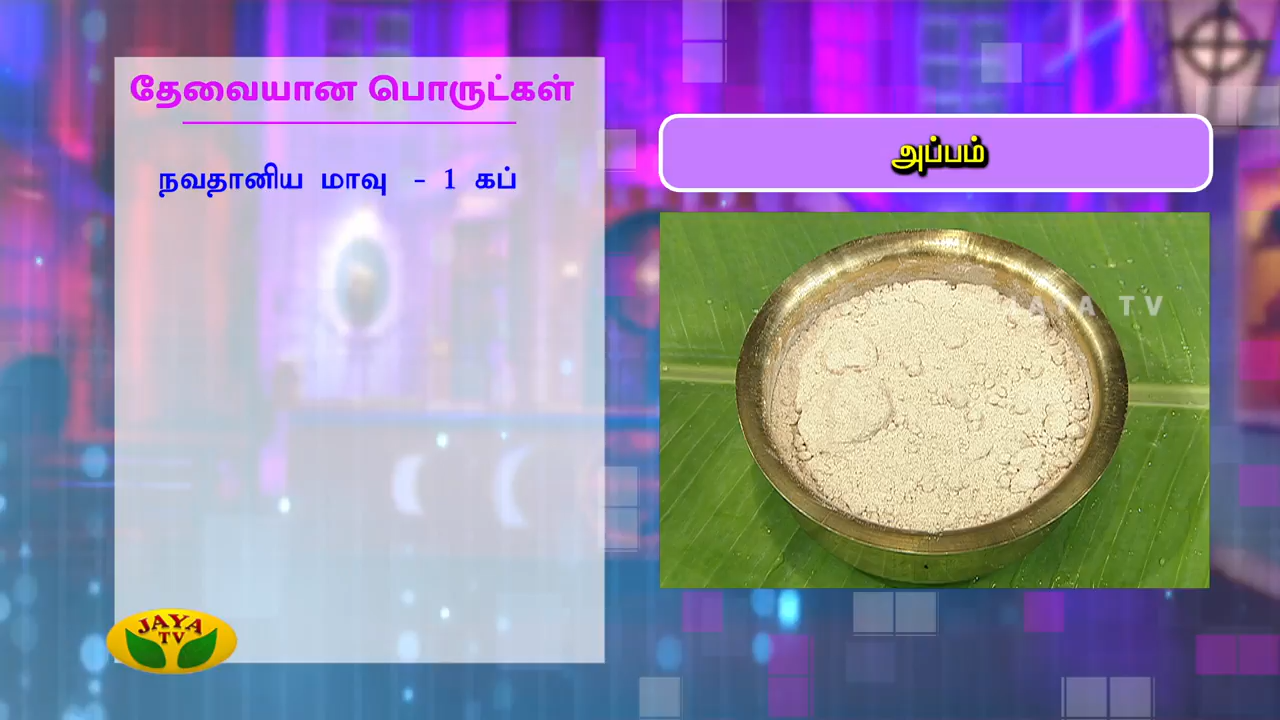 தேவையான பொருட்கள்
நவதானிய மாவு - 1 கப்
அப்பம்
JAYA TV
JAYA
TV